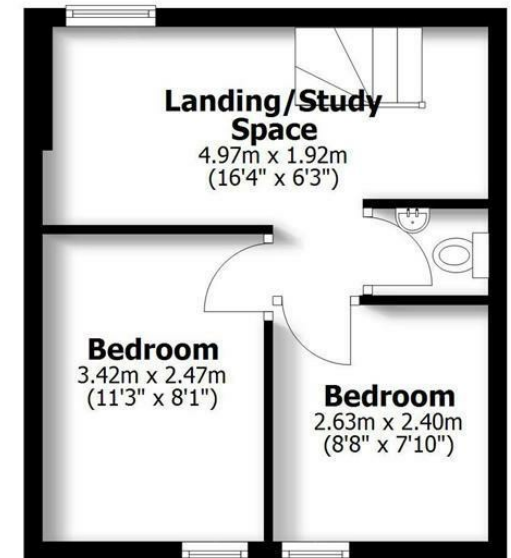 Landing/Study
Space
4.97m x 1.92m
(16'4" x 6'3")
Bedroom
3.42m x 2.47m
(11'3" x 8'1")
Bedroom
2.63m x 2.40m
(8'8" x 7'10")